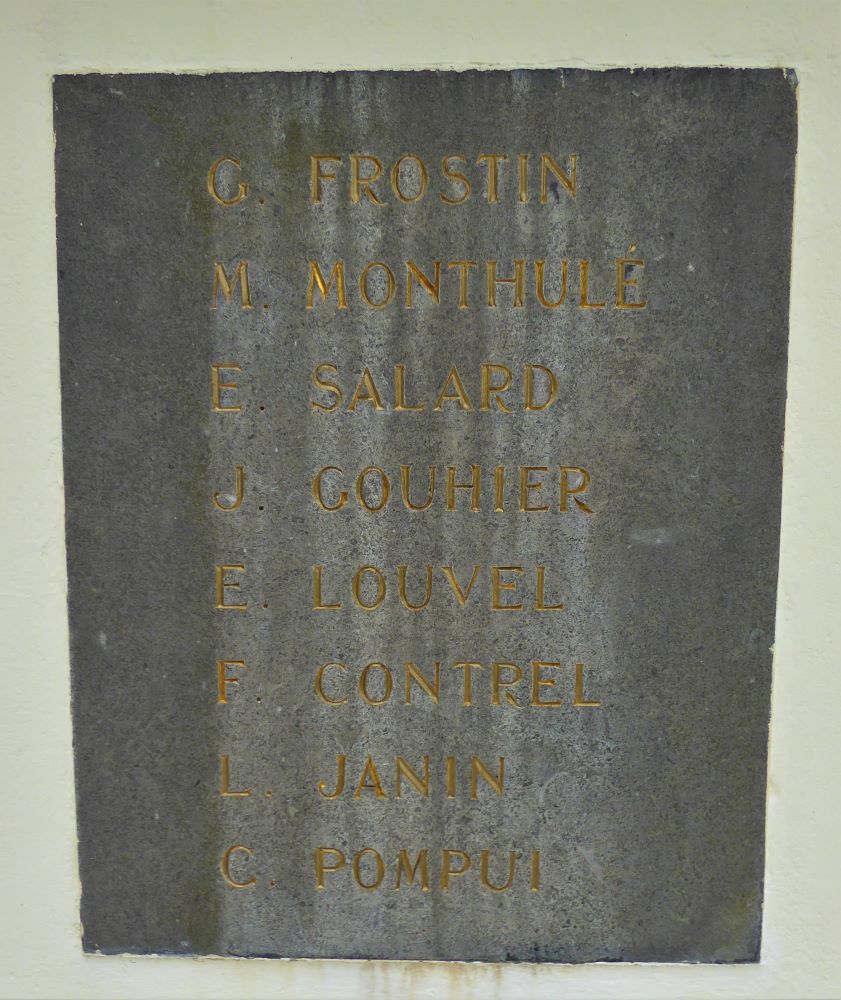 G. FROSTIN
M. MONTHULÉ
E. SALARD
J. GOUHIER
E. LOUVEL
F. CONTREL
L. JANIN
C. POMPUI